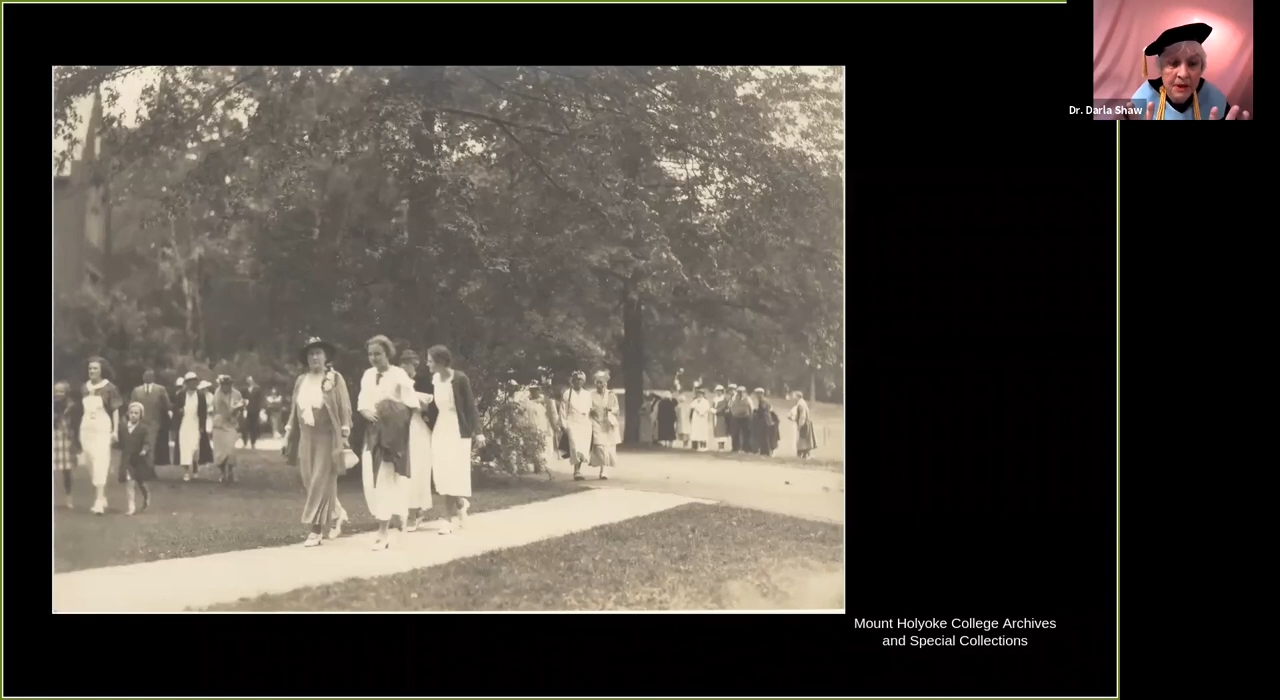 Dr. Darla Shaw
Mount Holyoke College Archives
and Special Collections